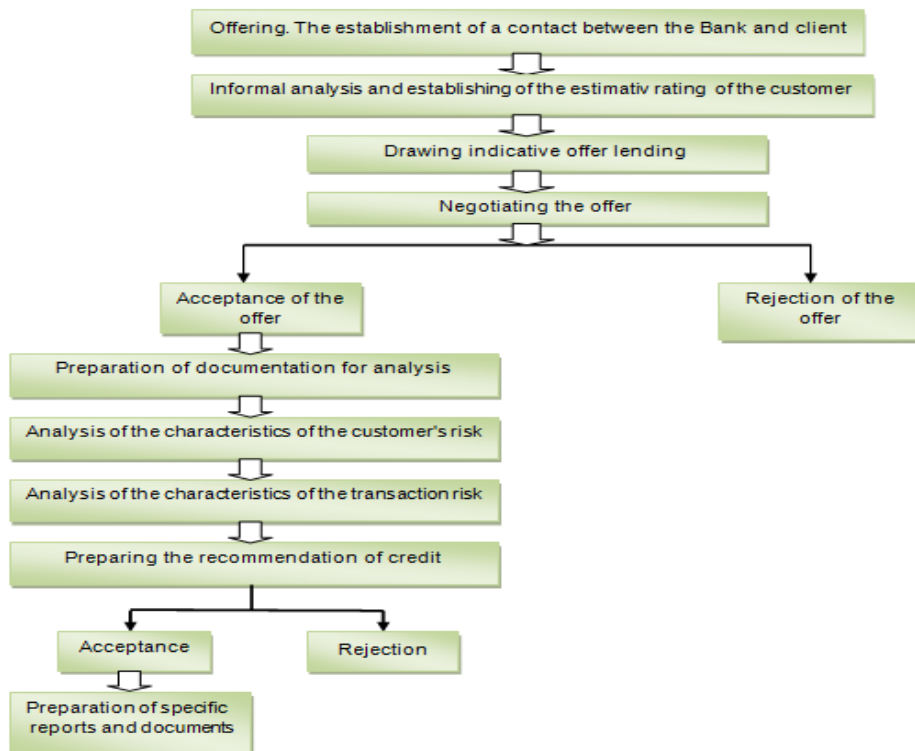 Offering. The establishment of a contact between the Bank and client
Informal analysis and establishing of the estimativ rating of the customer
Drawing indicative offer lending
Negotiating the offer
Acceptance of the
offer
Rejection of the
offer
Preparation of documentation for analysis
Analysis of the characteristics of the customer's risk
Analysis of the characteristics of the transaction risk
Preparing the recommendation of credit
Acceptance
Rejection
Preparation of specific
reports and documents